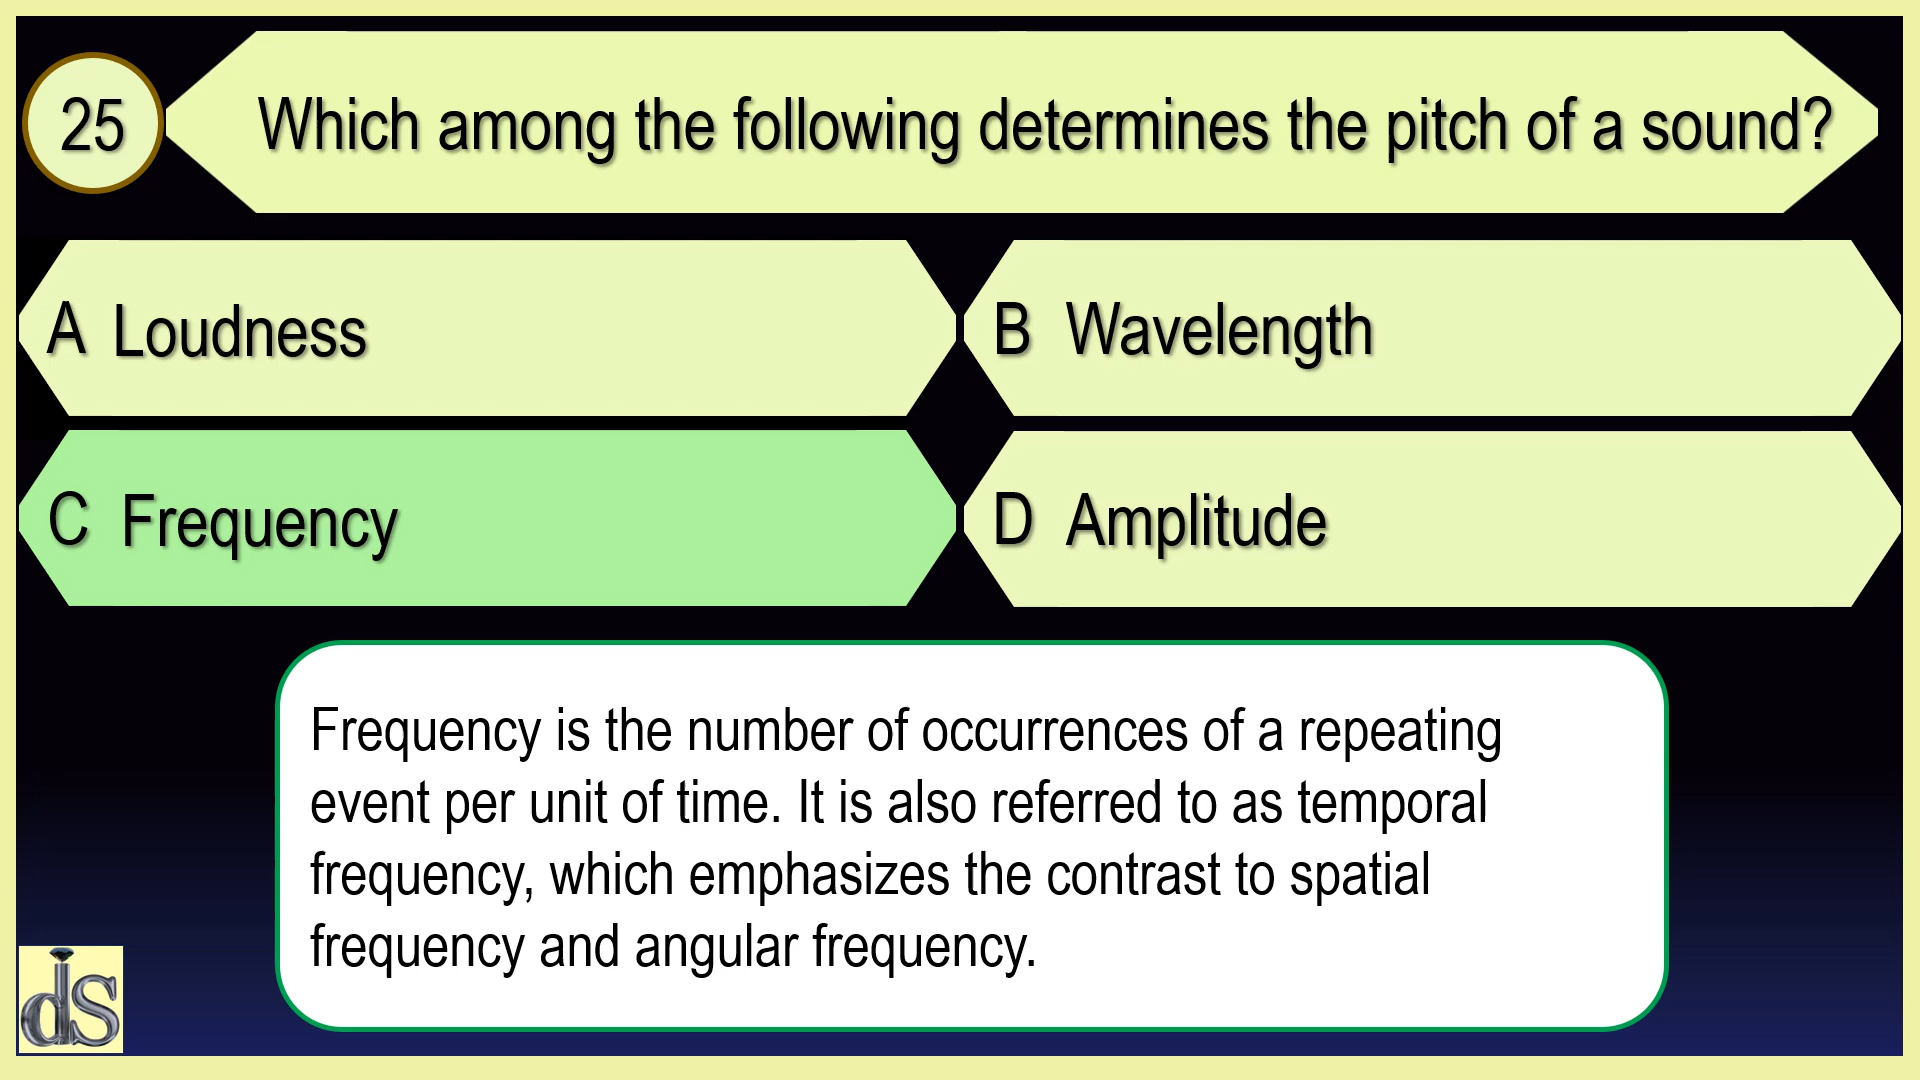 25
Which among the following determines the pitch of a sound?
A Loudness
B Wavelength
C Frequency
D Amplitude
Frequency is the number of occurrences of a repeating
event per unit of time. It is also referred to as temporal
frequency, which emphasizes the contrast to spatial
frequency and angular frequency.
ds